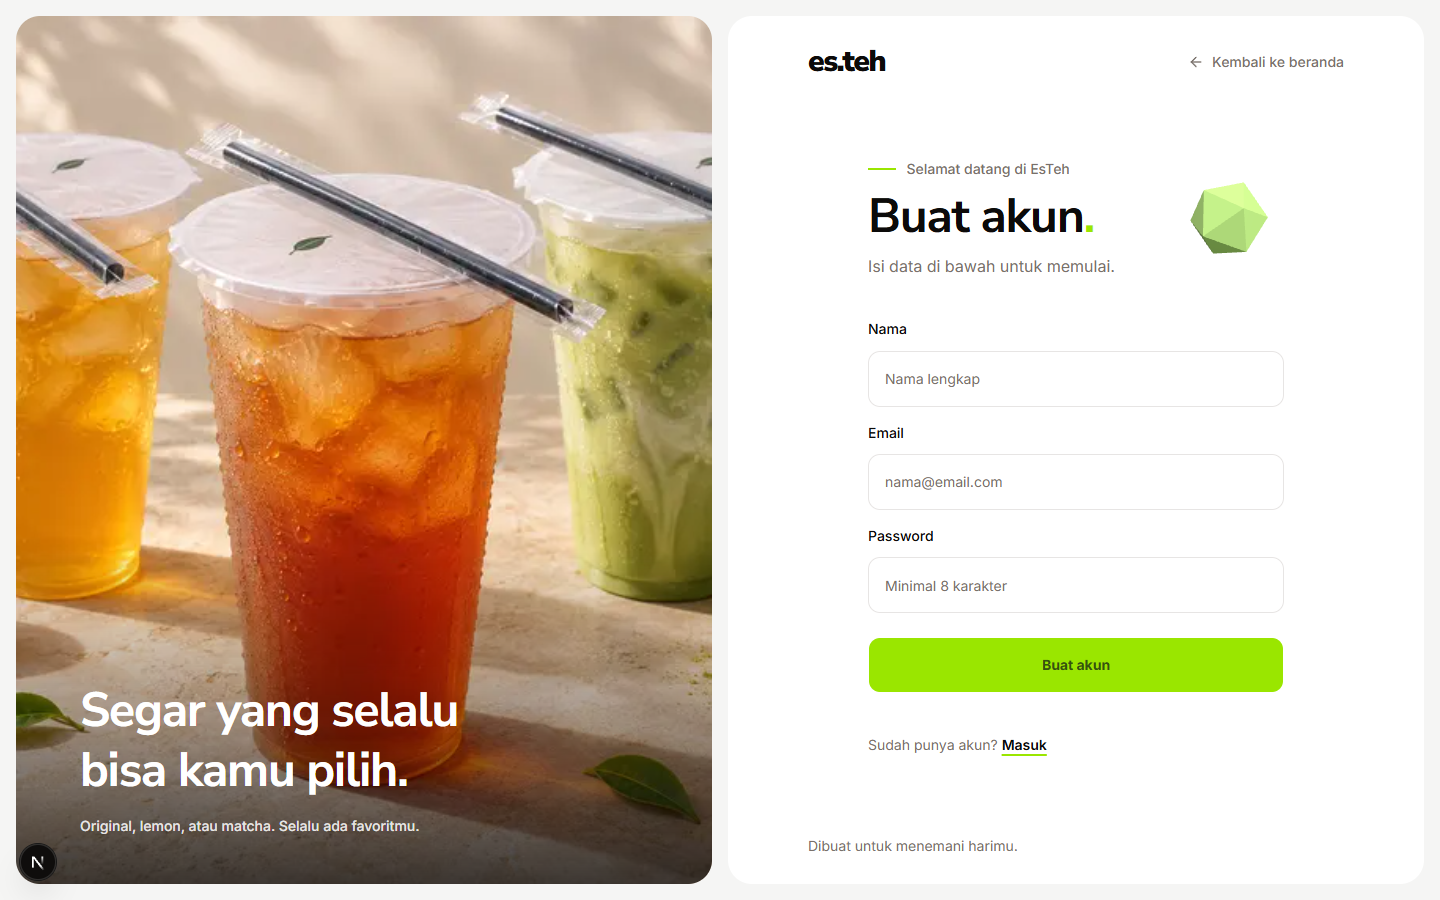 es.teh
Kembali ke beranda
Selamat datang di EsTeh
Buat akun.
Isi data di bawah untuk memulai.
Nama
Nama lengkap
Email
nama@email.com
Password
Minimal 8 karakter
Buat akun
Sudah punya akun? Masuk
Dibuat untuk menemani harimu.
Segar yang selalu
bisa kamu pilih.
Original, lemon, atau matcha. Selalu ada favoritmu.
N